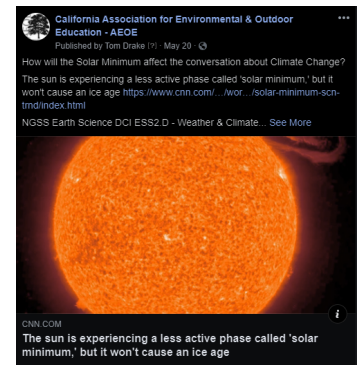 California Association for Environmental & Outdoor
Education - AEOE
Published by Tom Drake [?] · May 20 ·
How will the Solar Minimum affect the conversation about Climate Change?
The sun is experiencing a less active phase called 'solar minimum,' but it
won't cause an ice age https://www.cnn.com/…/wor…/solar-minimum-scn-
trnd/index.html
NGSS Earth Science DCI ESS2.D - Weather & Climate... See More
i
CNN.COM
The sun is experiencing a less active phase called 'solar
minimum,' but it won't cause an ice age